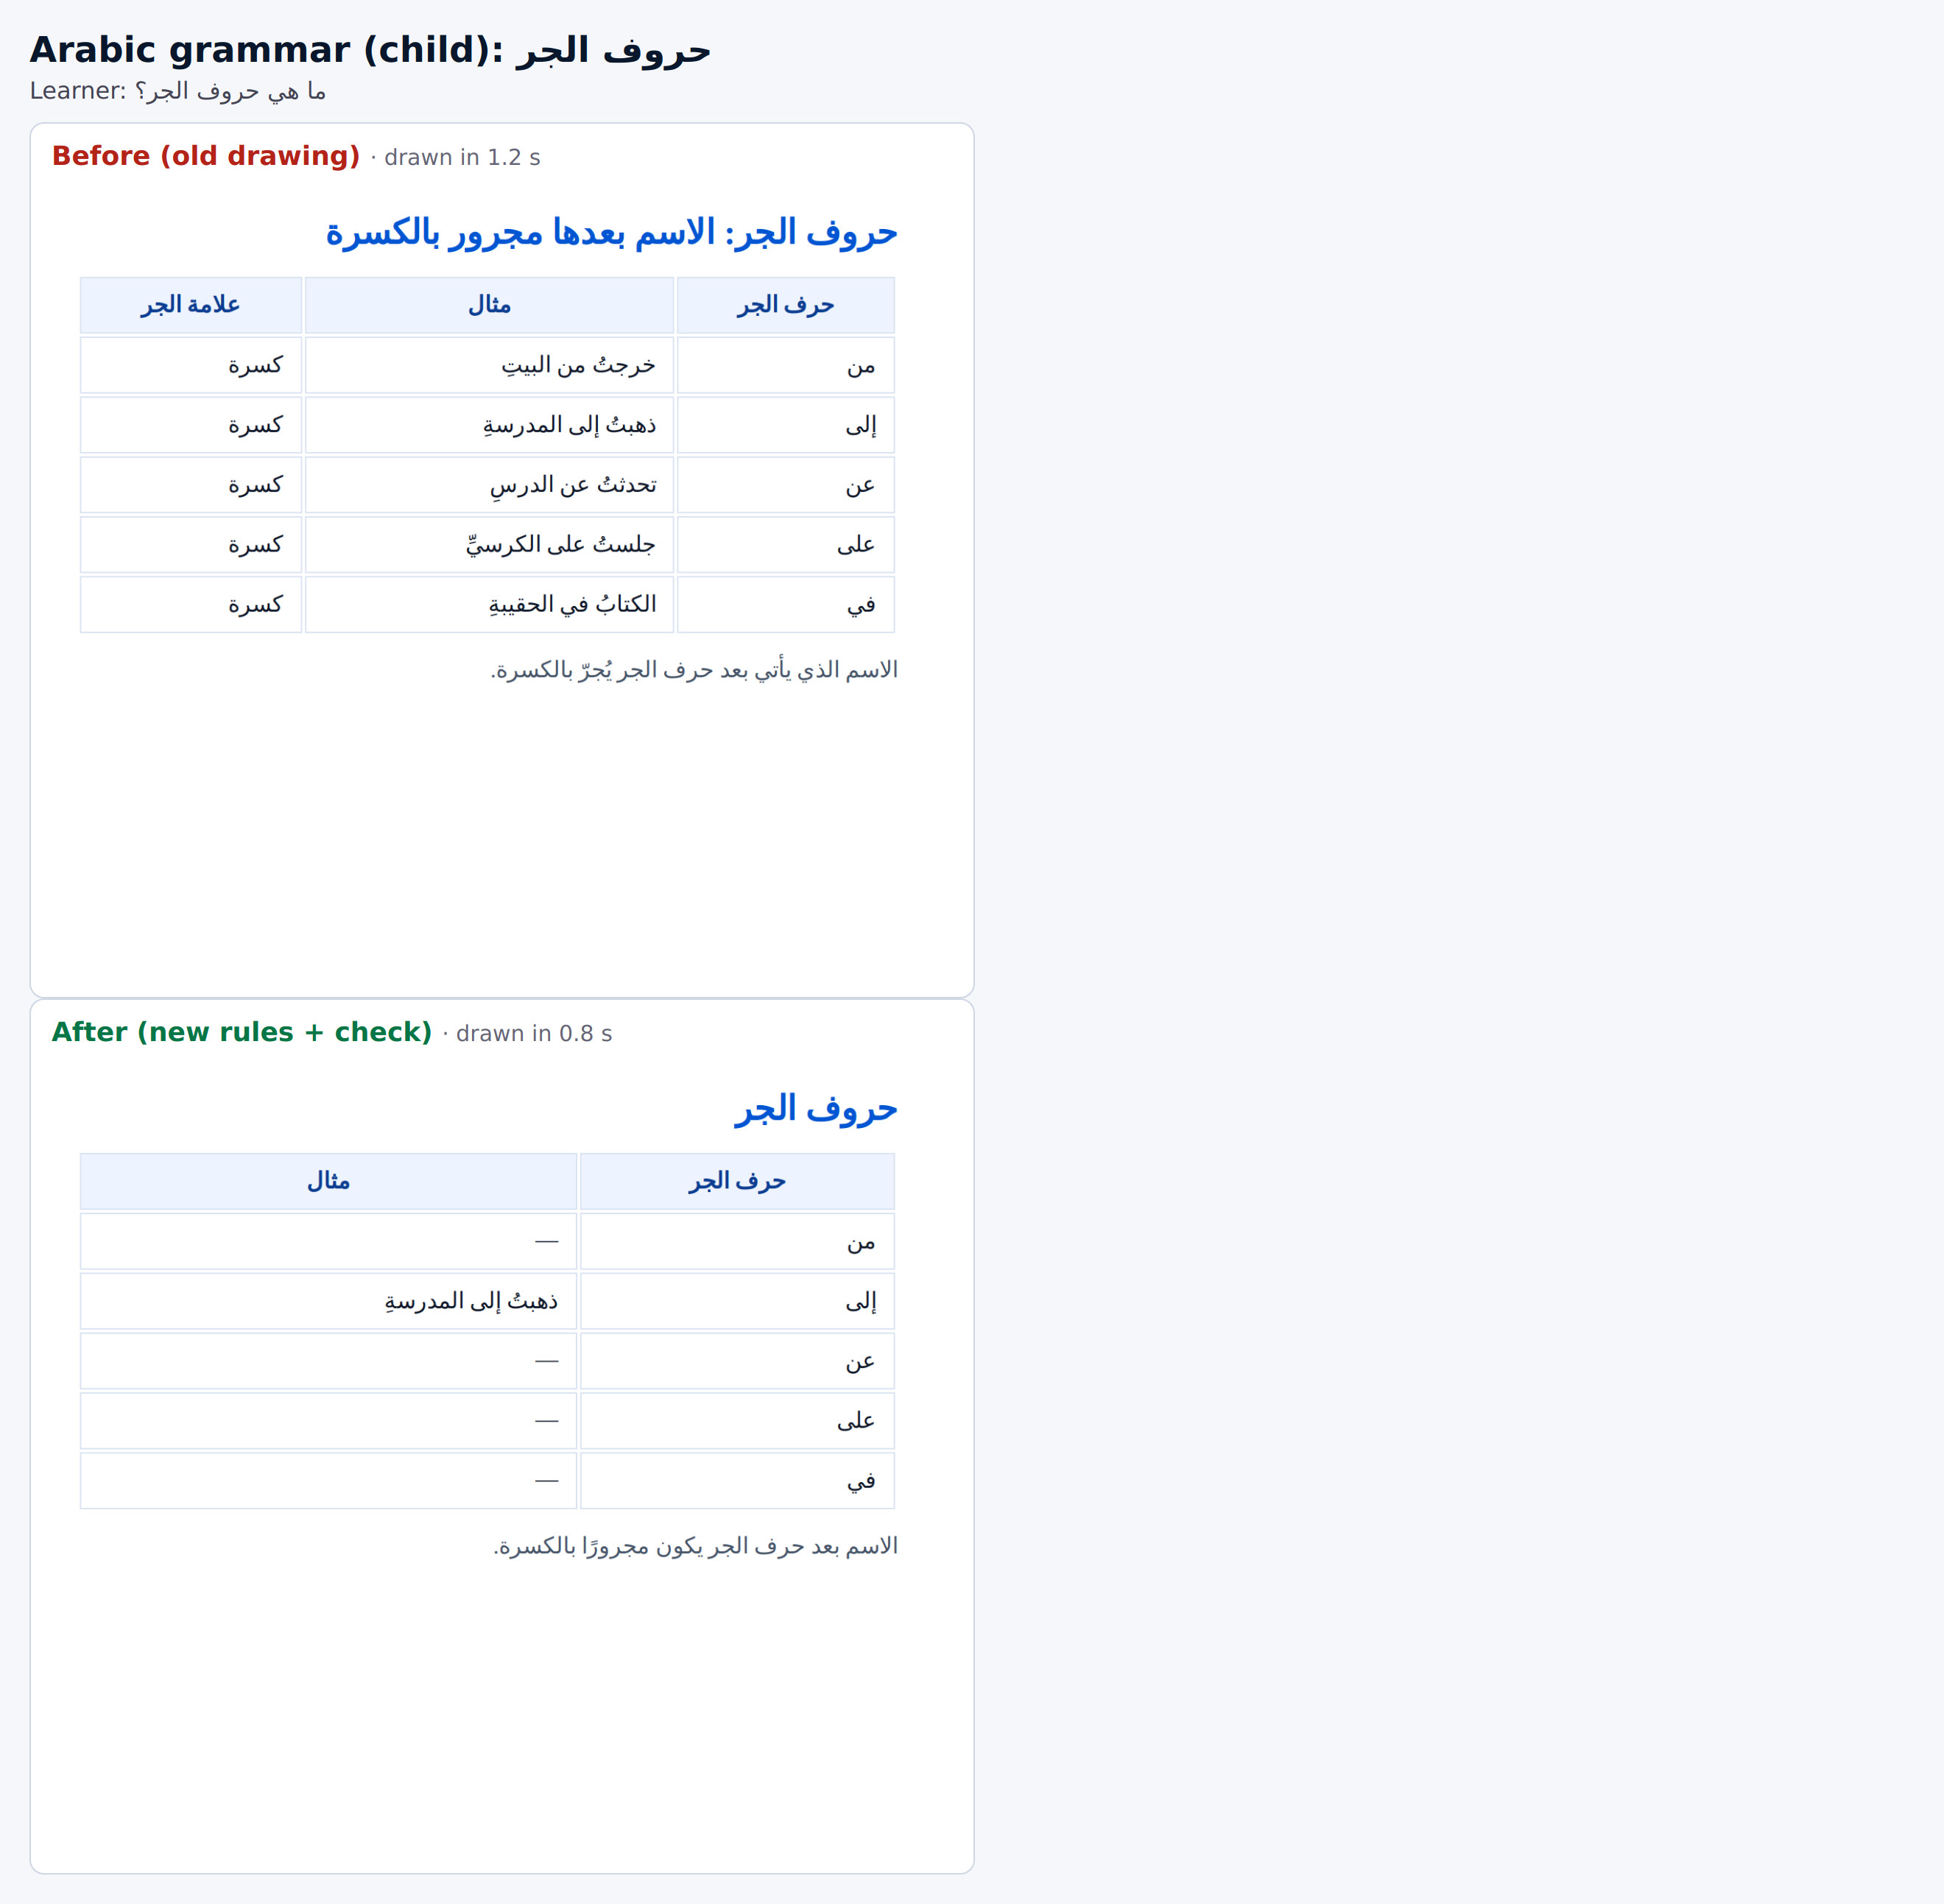 Arabic grammar (child): حروف الجر
Learner: ما هي حروف الجر؟
Before (old drawing) · drawn in 1.2 s
حروف الجر: الاسم بعدها مجرور بالكسرة
حرف الجر مثال علامة الجر
من خرجتُ من البيتِ كسرة
إلى ذهبتُ إلى المدرسةِ كسرة
عن تحدثتُ عن الدرسِ كسرة
على جلستُ على الكرسيِّ كسرة
في الكتابُ في الحقيبةِ كسرة
الاسم الذي يأتي بعد حرف الجر يُجرّ بالكسرة.
After (new rules + check) · drawn in 0.8 s
حروف الجر
حرف الجر مثال
من —
إلى ذهبتُ إلى المدرسةِ
عن —
على —
في —
الاسم بعد حرف الجر يكون مجرورًا بالكسرة.